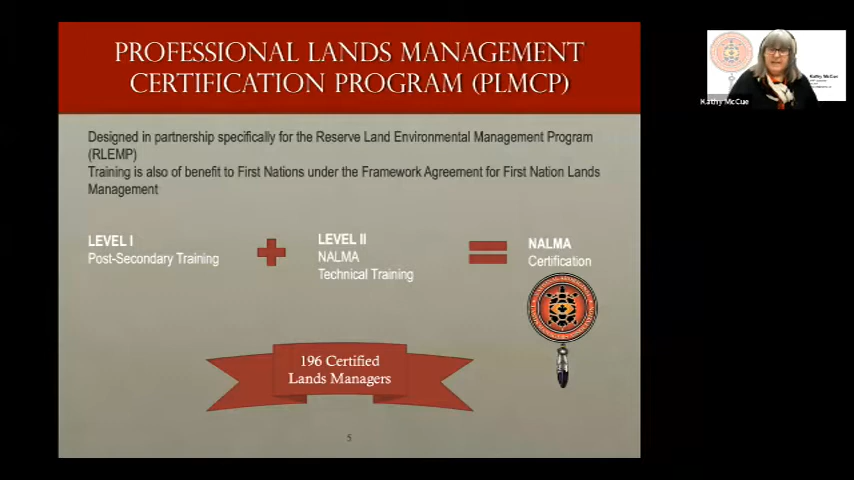 PROFESSIONAL LANDS MANAGEMENT
CERTIFICATION PROGRAM (PLMCP)
Designed in partnership specifically for the Reserve Land Environmental Management Program
(RLEMP)
Training is also of benefit to First Nations under the Framework Agreement for First Nation Lands
Management
LEVEL I
Post-Secondary Training
LEVEL II
NALMA
Technical Training
NALMA
Certification
196 Certified
Lands Managers
5
Kathy McCue
Kathy McCue